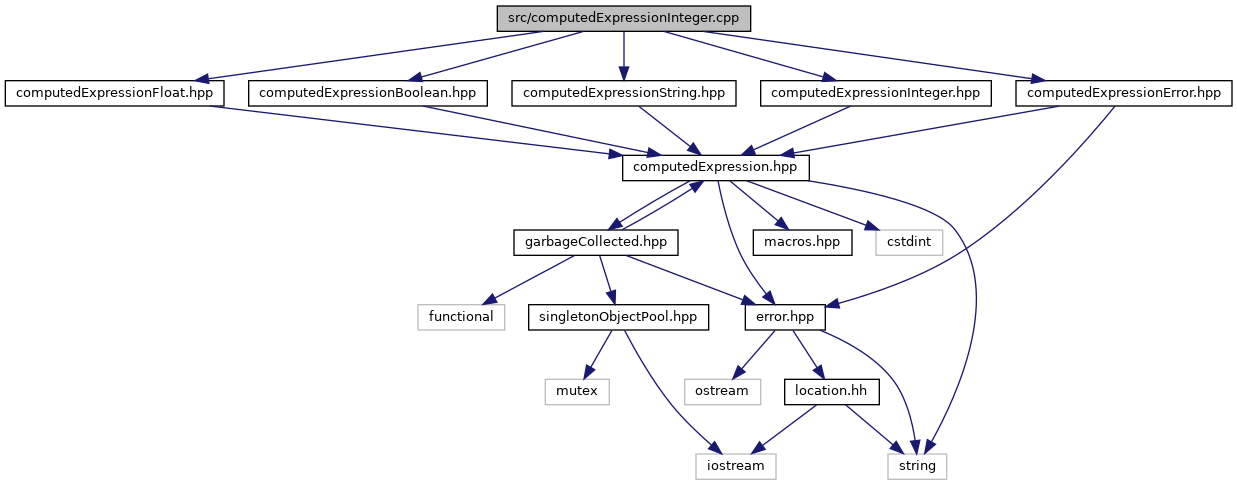 src/computedExpressionInteger.cpp
computedExpressionFloat.hpp
computedExpressionBoolean.hpp
computedExpressionString.hpp
computedExpressionInteger.hpp
computedExpressionError.hpp
computedExpression.hpp
garbageCollected.hpp
macros.hpp
cstdint
functional
singletonObjectPool.hpp
error.hpp
mutex
ostream
location.hh
iostream
string